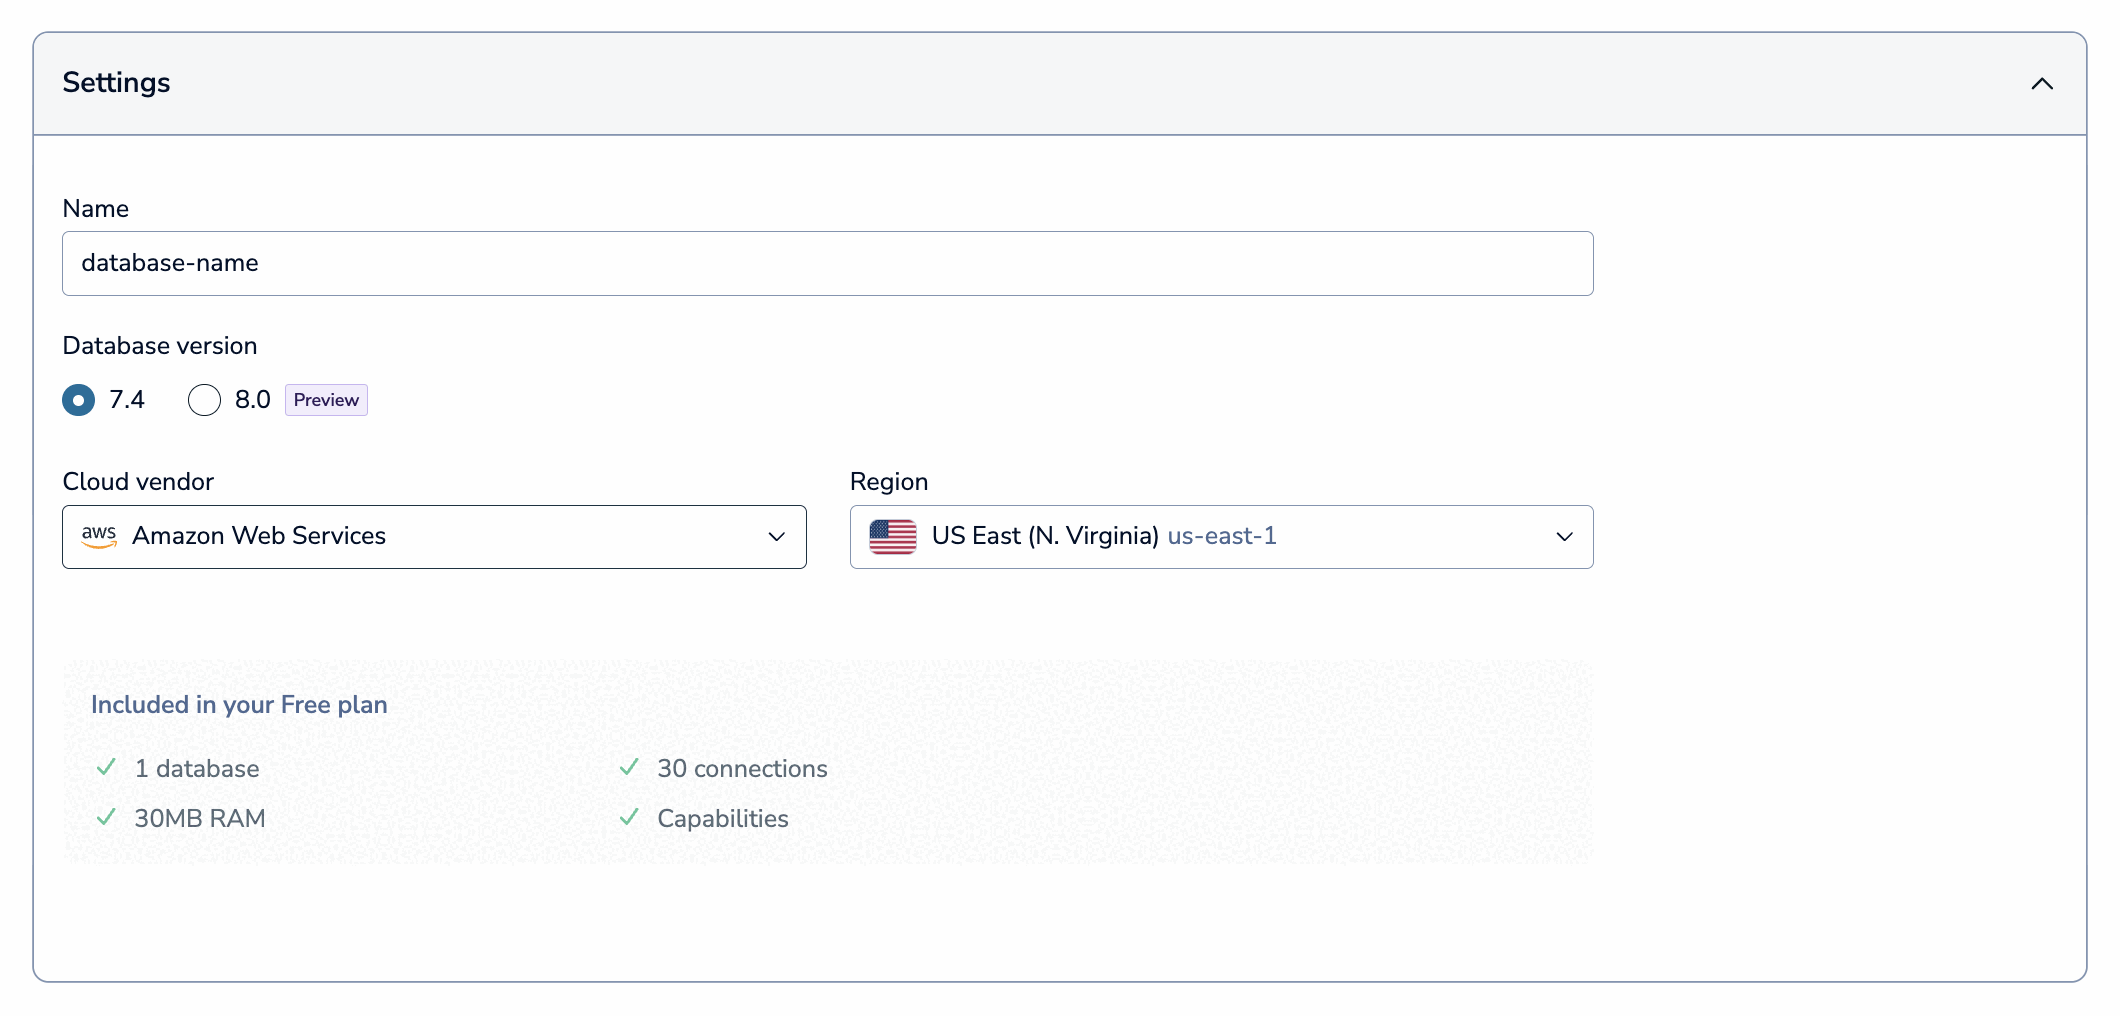 Settings
Name
database-name
Database version
7.4 8.0 Preview
Cloud vendor Region
aws Amazon Web Services US East (N. Virginia) us-east-1
Included in your Free plan
1 database 30 connections
30MB RAM Capabilities